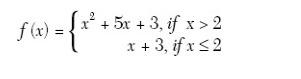 f(x) = { x² + 5x + 3, if x > 2
x + 3, if x ≤ 2